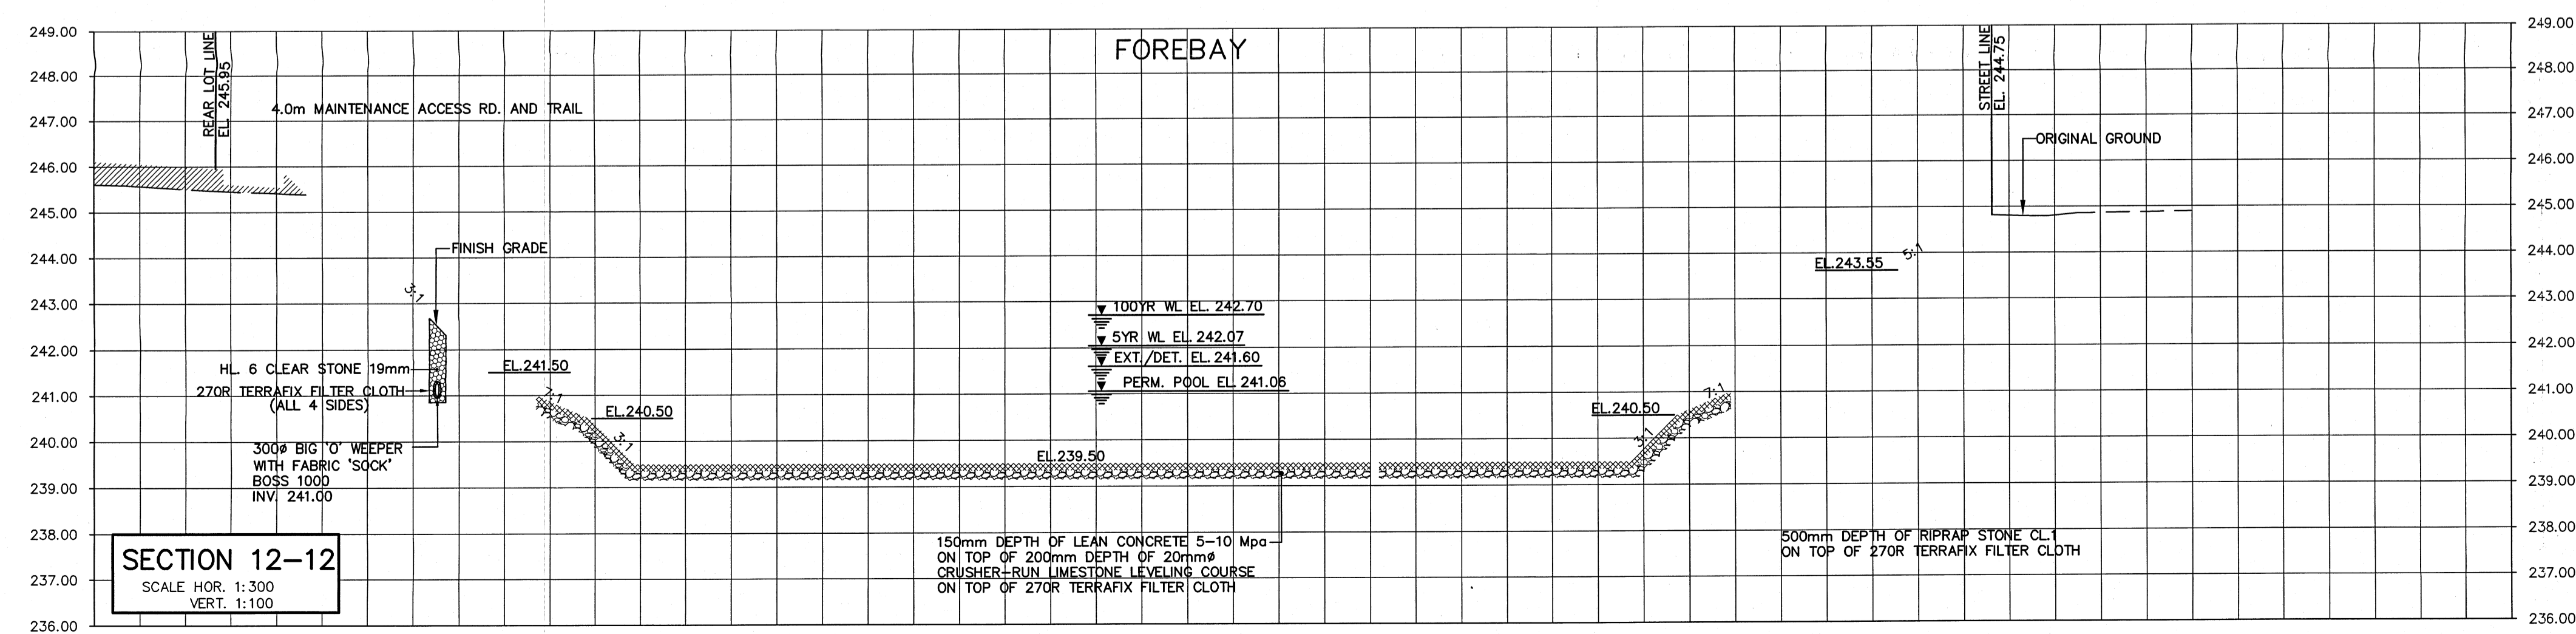 FOREBAY
249.00
248.00
247.00
246.00
245.00
244.00
243.00
242.00
241.00
240.00
239.00
238.00
237.00
236.00
REAR LOT LINE
EL 245.95
4.0m MAINTENANCE ACCESS RD. AND TRAIL
FINISH GRADE
3:1
HL. 6 CLEAR STONE 19mm
270R TERRAFIX FILTER CLOTH
(ALL 4 SIDES)
300ø BIG 'O' WEEPER
WITH FABRIC 'SOCK'
BOSS 1000
INV. 241.00
EL.241.50
7:1
EL.240.50
3:1
EL.239.50
100YR WL EL. 242.70
5YR WL EL. 242.07
EXT./DET. EL. 241.60
PERM. POOL EL. 241.06
150mm DEPTH OF LEAN CONCRETE 5-10 Mpa
ON TOP OF 200mm DEPTH OF 20mmø
CRUSHER-RUN LIMESTONE LEVELING COURSE
ON TOP OF 270R TERRAFIX FILTER CLOTH
EL.240.50
3:1
7:1
EL.243.55
5:1
STREET LINE
EL. 244.75
ORIGINAL GROUND
500mm DEPTH OF RIPRAP STONE CL.1
ON TOP OF 270R TERRAFIX FILTER CLOTH
SECTION 12-12
SCALE HOR. 1:300
VERT. 1:100
249.00
248.00
247.00
246.00
245.00
244.00
243.00
242.00
241.00
240.00
239.00
238.00
237.00
236.00